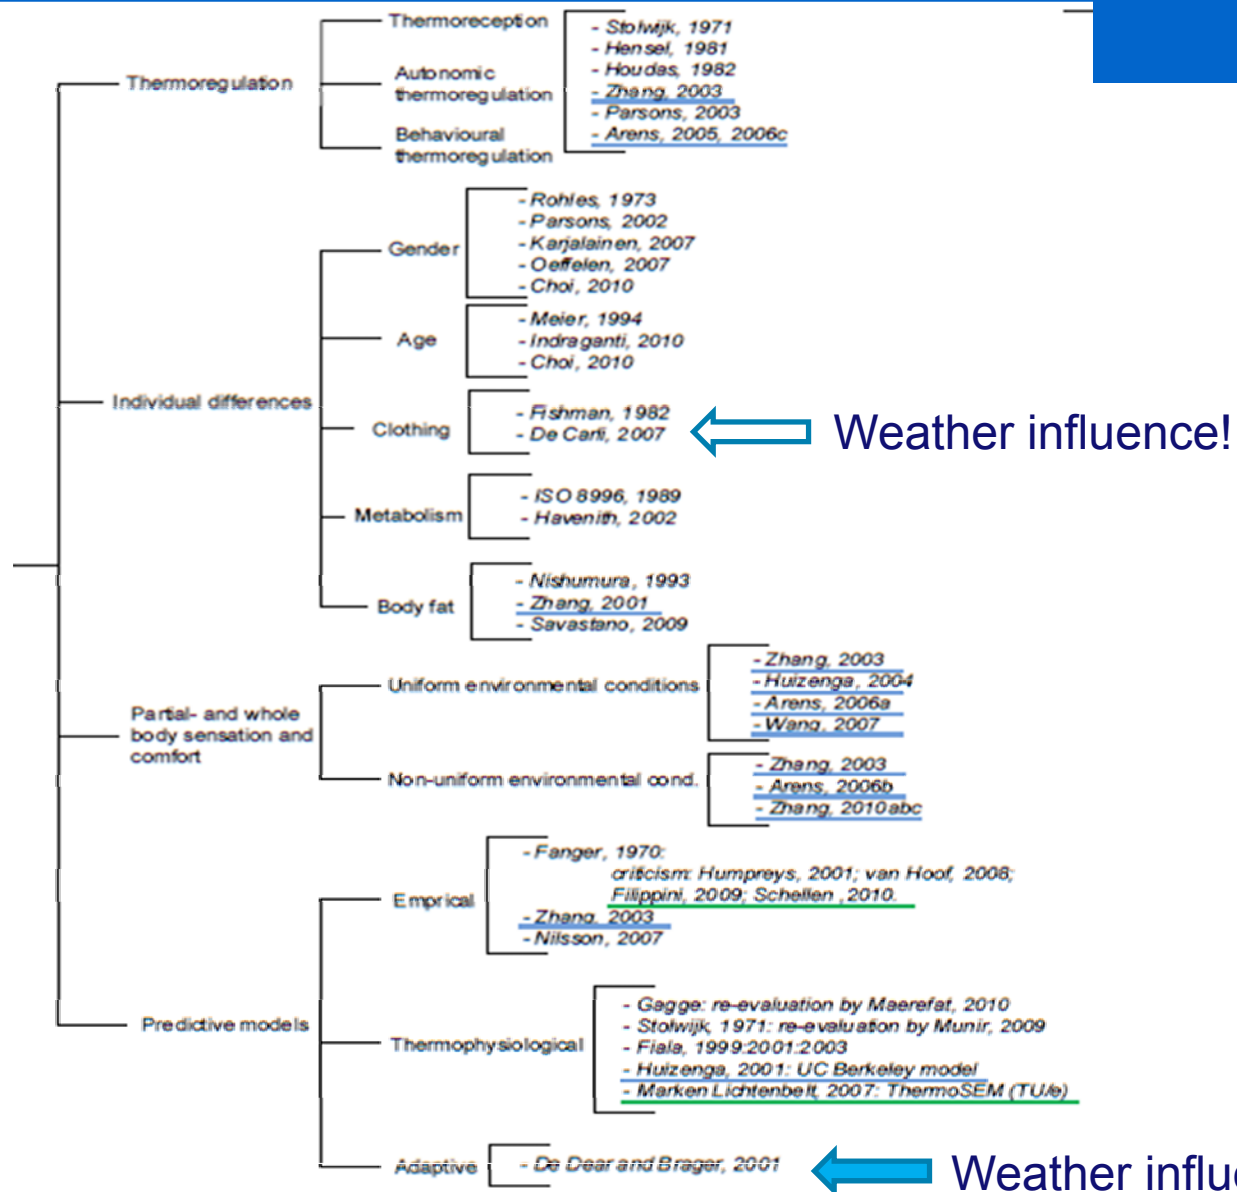 Thermoreception
Autonomic
thermoregulation
Behavioural
thermoregulation
Thermoregulation
- Stolwijk, 1971
- Hensel, 1981
- Houdas, 1982
- Zhang, 2003
- Parsons, 2003
- Arens, 2005, 2006c
Individual differences
Gender
- Rohles, 1973
- Parsons, 2002
- Karjalainen, 2007
- Oeffelen, 2007
- Choi, 2010
Age
- Meier, 1994
- Indraganti, 2010
- Choi, 2010
Clothing
- Fishman, 1982
- De Carli, 2007
Weather influence!
Metabolism
- ISO 8996, 1989
- Havenith, 2002
Body fat
- Nishumura, 1993
- Zhang, 2001
- Savastano, 2009
Partial- and whole
body sensation and
comfort
Uniform environmental conditions
- Zhang, 2003
- Huizenga, 2004
- Arens, 2006a
- Wang, 2007
Non-uniform environmental cond.
- Zhang, 2003
- Arens, 2006b
- Zhang, 2010abc
Predictive models
Emprical
- Fanger, 1970:
criticism: Humpreys, 2001; van Hoof, 2008;
Filippini, 2009; Schellen , 2010.
- Zhang, 2003
- Nilsson, 2007
Thermophysiological
- Gagge: re-evaluation by Maerefat, 2010
- Stolwijk, 1971: re-evaluation by Munir, 2009
- Fiala, 1999:2001:2003
- Huizenga, 2001: UC Berkeley model
- Marken Lichtenbelt, 2007: ThermoSEM (TU/e)
Adaptive
- De Dear and Brager, 2001
Weather influe